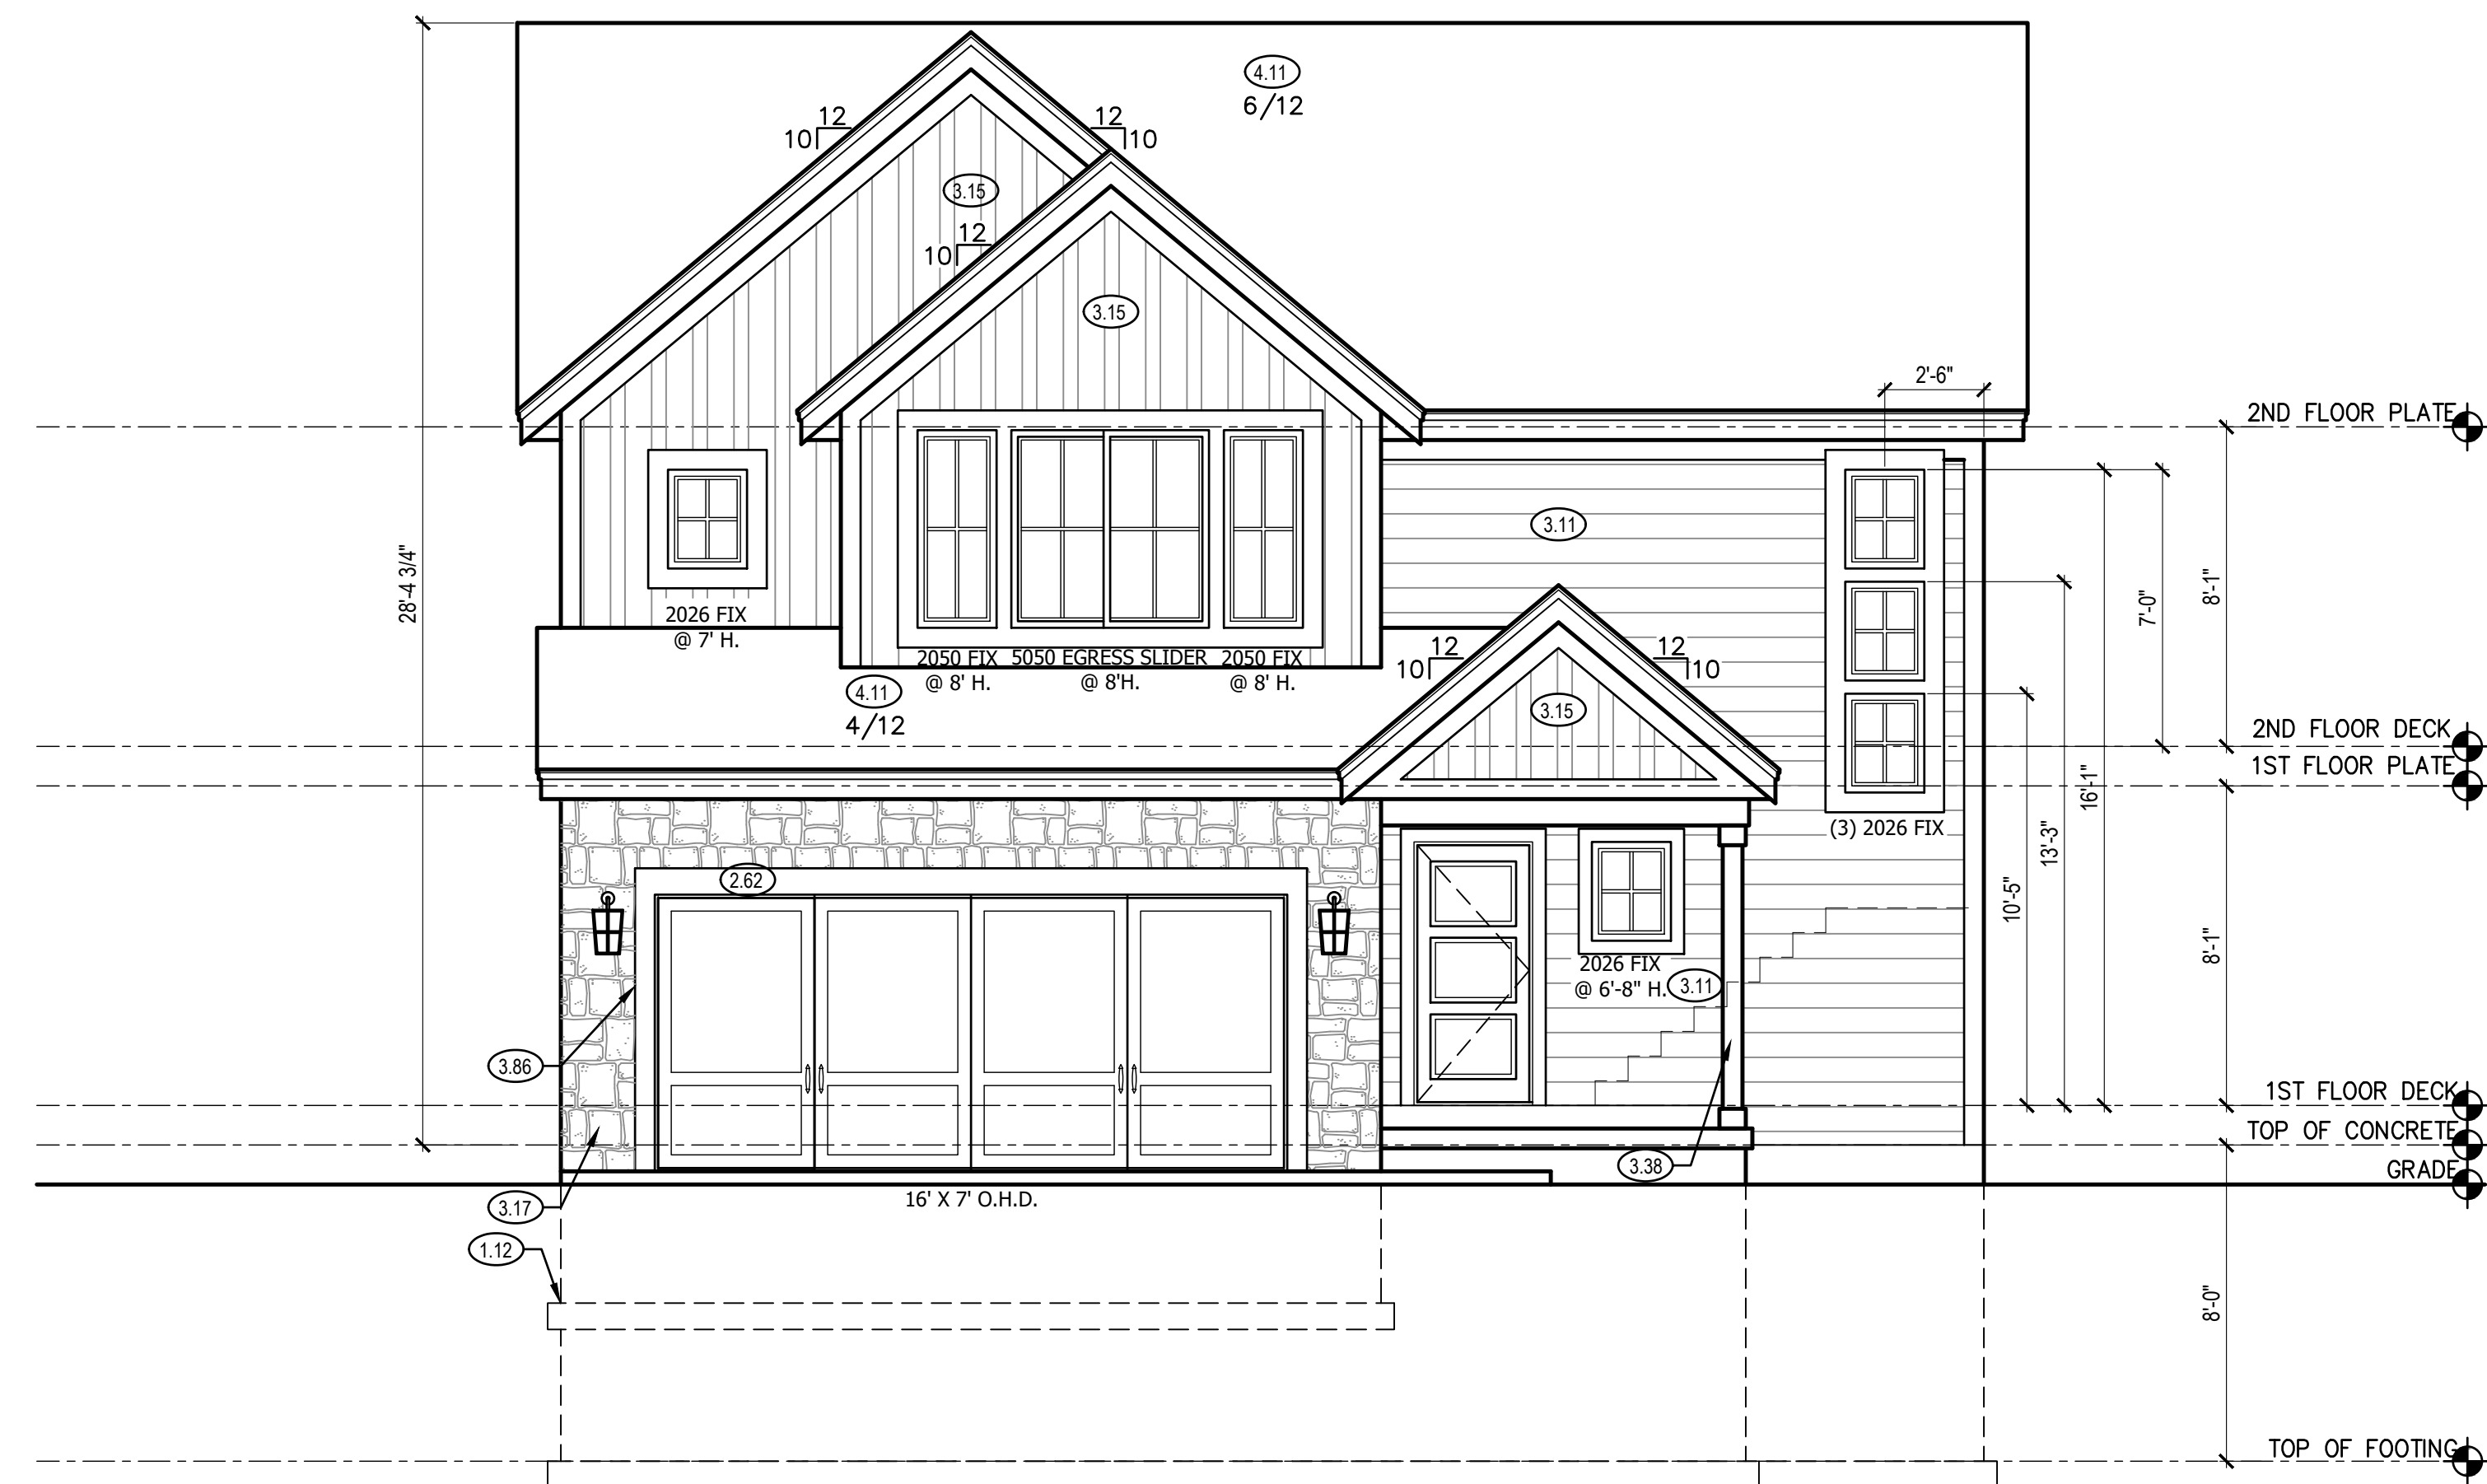 4.11
6/12
12
10
12
10
3.15
12
10
3.15
2'-6"
2ND FLOOR PLATE
3.11
28'-4 3/4"
8'-1"
7'-0"
2026 FIX
@ 7' H.
2050 FIX
@ 8' H.
5050 EGRESS SLIDER
@ 8'H.
2050 FIX
@ 8' H.
12
10
12
10
4.11
4/12
3.15
2ND FLOOR DECK
1ST FLOOR PLATE
16'-1"
13'-3"
10'-5"
(3) 2026 FIX
2.62
8'-1"
2026 FIX
@ 6'-8" H.
3.11
3.86
1ST FLOOR DECK
TOP OF CONCRETE
GRADE
3.38
3.17
16' X 7' O.H.D.
1.12
8'-0"
TOP OF FOOTING